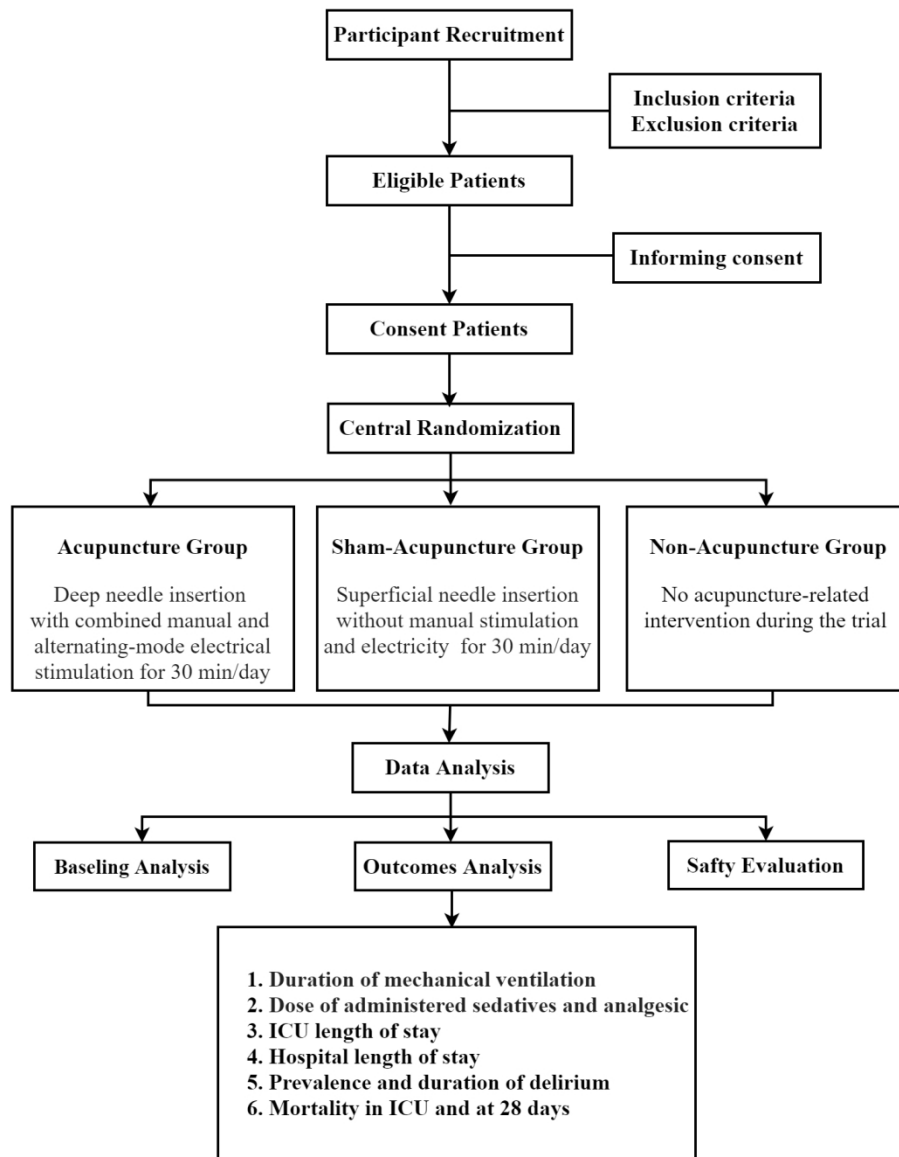 Participant Recruitment
Inclusion criteria
Exclusion criteria
Eligible Patients
Informing consent
Consent Patients
Central Randomization
Acupuncture Group
Deep needle insertion
with combined manual and
alternating-mode electrical
stimulation for 30 min/day
Sham-Acupuncture Group
Superficial needle insertion
without manual stimulation
and electricity for 30 min/day
Non-Acupuncture Group
No acupuncture-related
intervention during the trial
Data Analysis
Baseling Analysis
Outcomes Analysis
Safty Evaluation
1. Duration of mechanical ventilation
2. Dose of administered sedatives and analgesic
3. ICU length of stay
4. Hospital length of stay
5. Prevalence and duration of delirium
6. Mortality in ICU and at 28 days